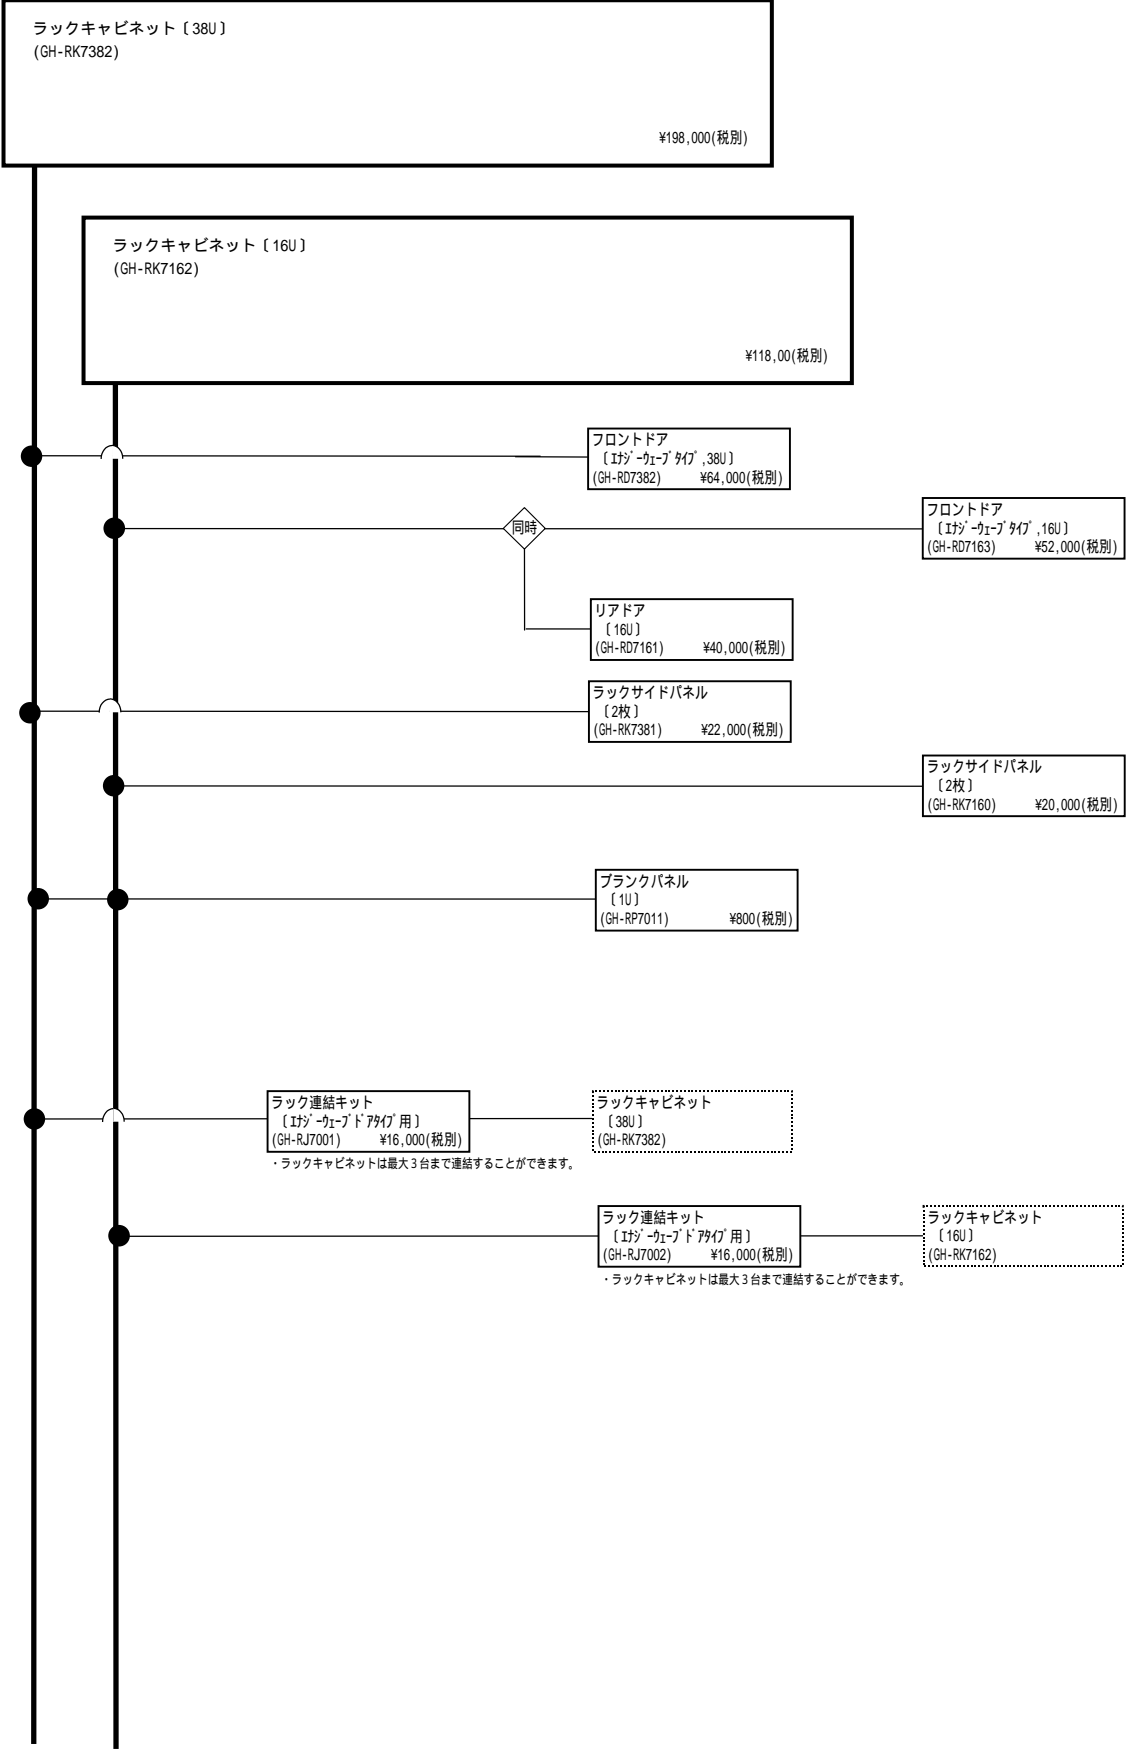 ラックキャビネット〔38U〕
(GH-RK7382)
¥198,000(税別)
ラックキャビネット〔16U〕
(GH-RK7162)
¥118,00(税別)
フロントドア
〔ｴﾅｼﾞｰｳｪｰﾌﾞﾀｲﾌﾟ,38U〕
(GH-RD7382) ¥64,000(税別)
同時
フロントドア
〔ｴﾅｼﾞｰｳｪｰﾌﾞﾀｲﾌﾟ,16U〕
(GH-RD7163) ¥52,000(税別)
リアドア
〔16U〕
(GH-RD7161) ¥40,000(税別)
ラックサイドパネル
〔2枚〕
(GH-RK7381) ¥22,000(税別)
ラックサイドパネル
〔2枚〕
(GH-RK7160) ¥20,000(税別)
ブランクパネル
〔1U〕
(GH-RP7011) ¥800(税別)
ラック連結キット
〔ｴﾅｼﾞｰｳｪｰﾌﾞﾄﾞｱﾀｲﾌﾟ用〕
(GH-RJ7001) ¥16,000(税別)
・ラックキャビネットは最大３台まで連結することができます。
ラックキャビネット
〔38U〕
(GH-RK7382)
ラック連結キット
〔ｴﾅｼﾞｰｳｪｰﾌﾞﾄﾞｱﾀｲﾌﾟ用〕
(GH-RJ7002) ¥16,000(税別)
・ラックキャビネットは最大３台まで連結することができます。
ラックキャビネット
〔16U〕
(GH-RK7162)